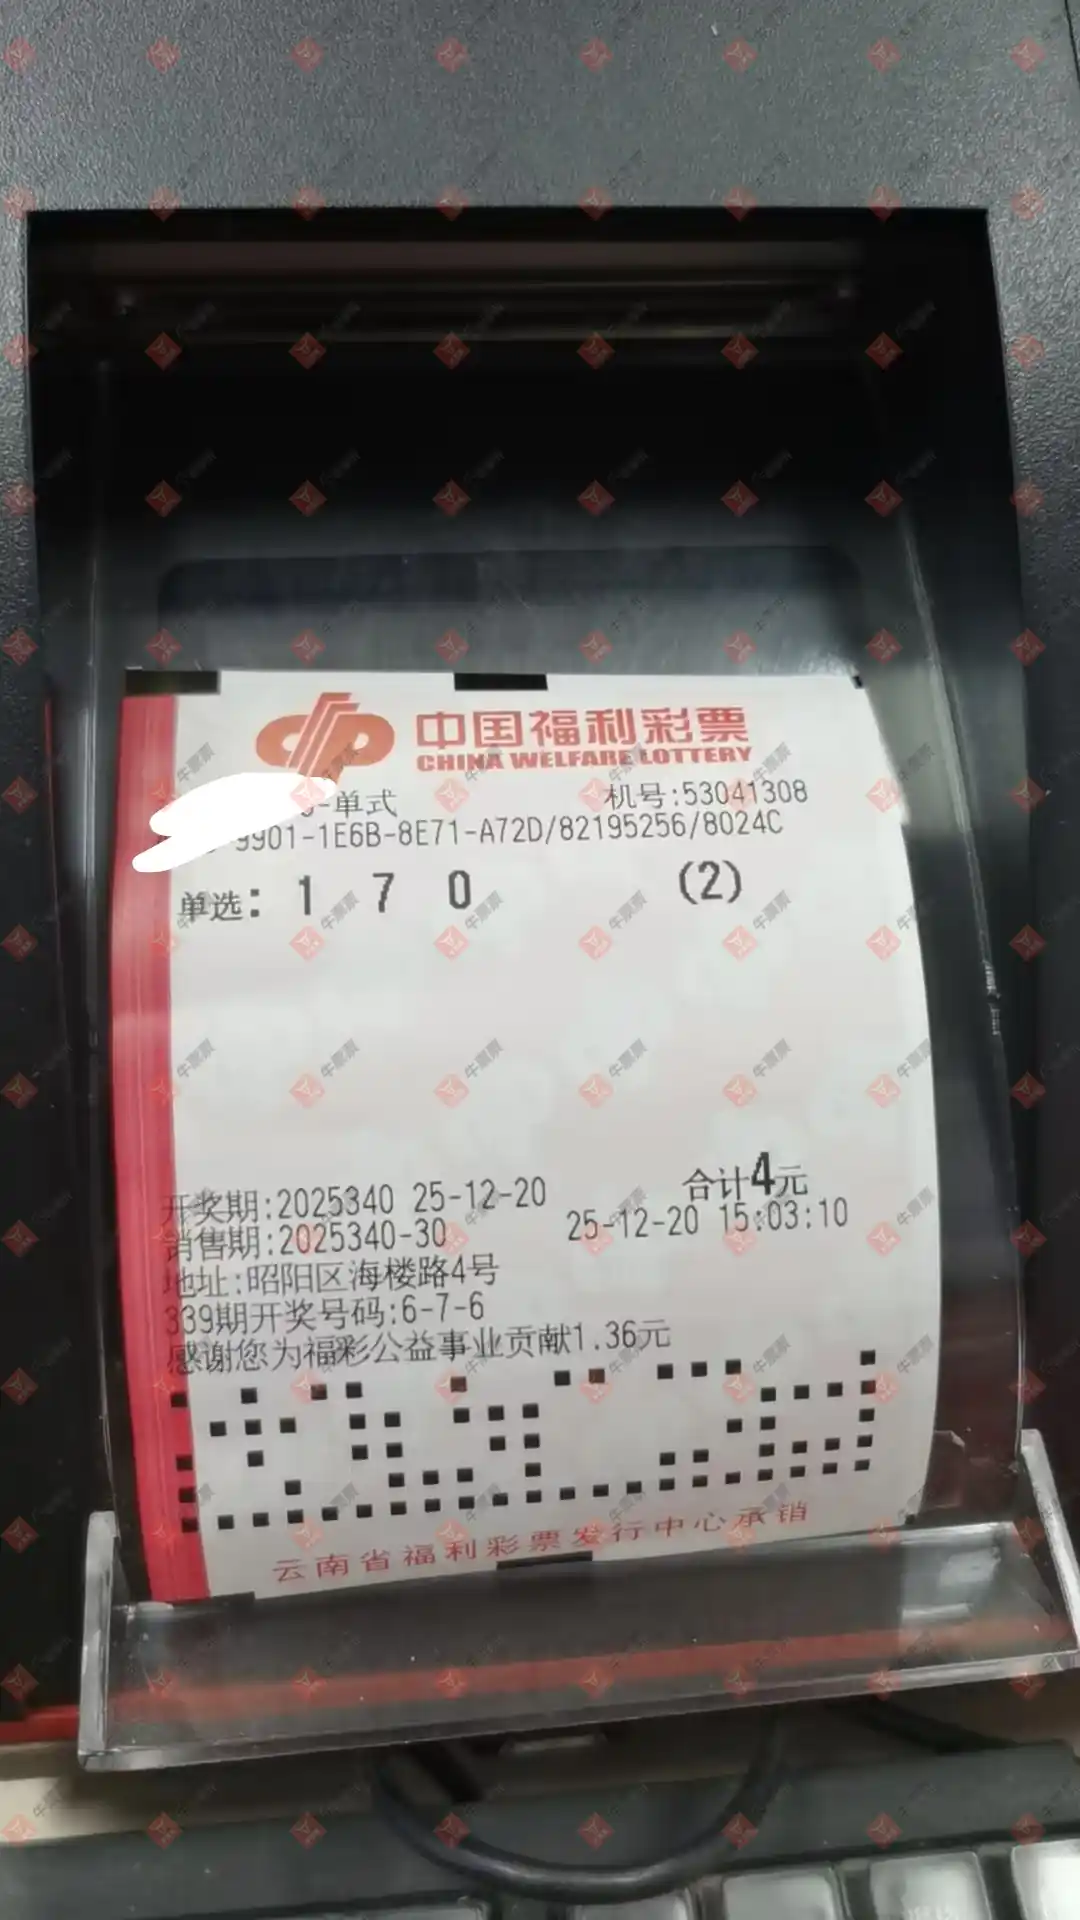 中国福利彩票
CHINA WELFARE LOTTERY
-单式 机号:53041308
9901-1E6B-8E71-A72D/82195256/8024C
单选: 1 7 0 (2)
合计4元
开奖期:2025340 25-12-20
销售期:2025340-30 25-12-20 15:03:10
地址:昭阳区海楼路4号
339期开奖号码:6-7-6
感谢您为福彩公益事业贡献1.36元
云南省福利彩票发行中心承销
牛票票